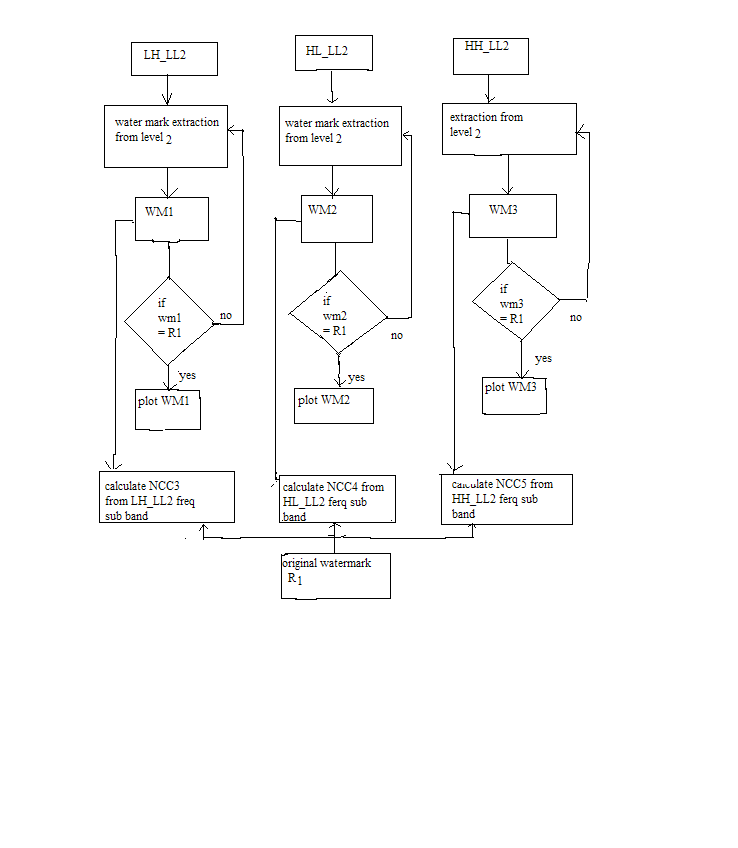 LH_LL2
HL_LL2
HH_LL2
water mark extraction
from level 2
water mark extraction
from level 2
extraction from
level 2
WM1
WM2
WM3
if
wm1
= R1
no
if
wm2
= R1
no
if
wm3
= R1
no
yes
plot WM1
yes
plot WM2
yes
plot WM3
calculate NCC3
from LH_LL2 freq
sub band
calculate NCC4 from
HL_LL2 ferq sub
band
calculate NCC5 from
HH_LL2 ferq sub
band
original watermark
R1